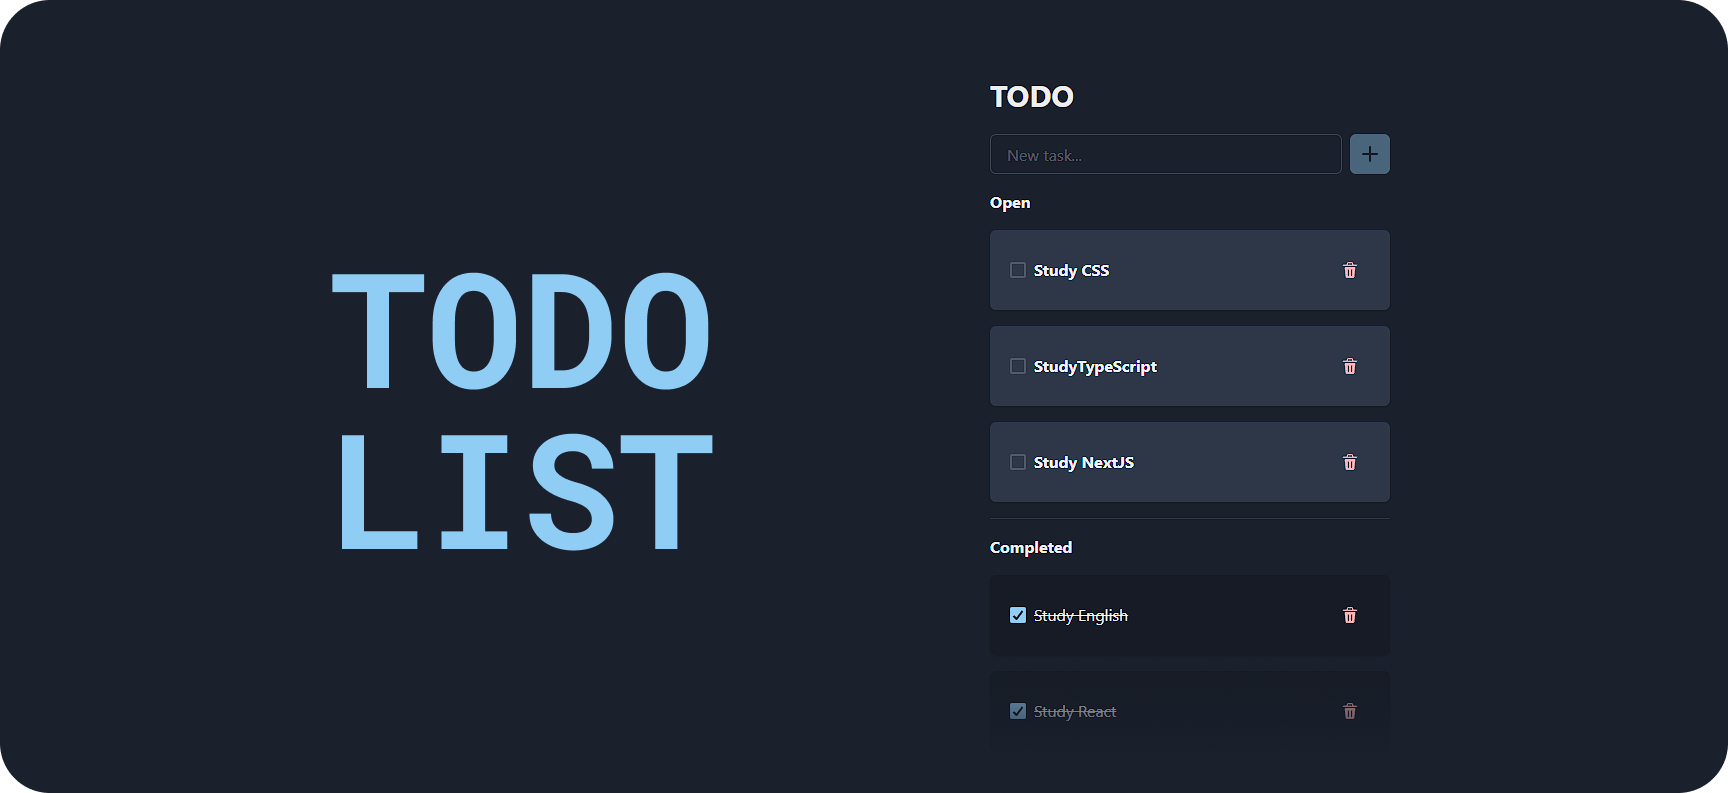 TODO
LIST
TODO
New task...
Open
Study CSS
StudyTypeScript
Study NextJS
Completed
Study English
Study React